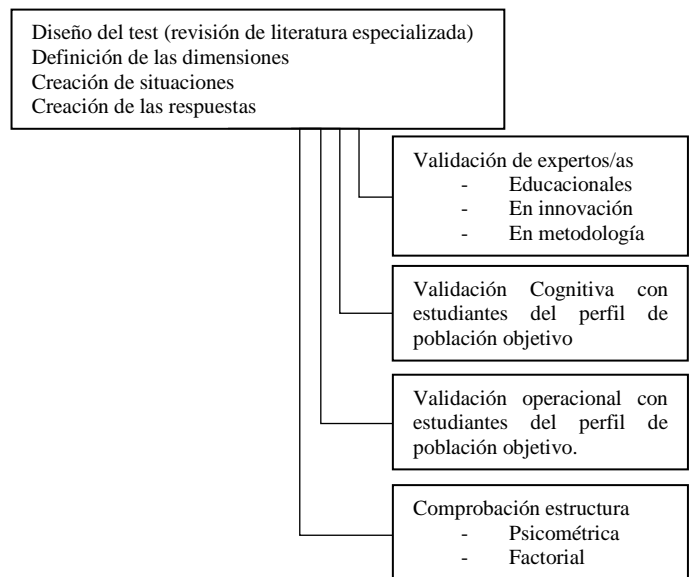 Diseño del test (revisión de literatura especializada)
Definición de las dimensiones
Creación de situaciones
Creación de las respuestas
Validación de expertos/as
- Educacionales
- En innovación
- En metodología
Validación Cognitiva con
estudiantes del perfil de
población objetivo
Validación operacional con
estudiantes del perfil de
población objetivo.
Comprobación estructura
- Psicométrica
- Factorial